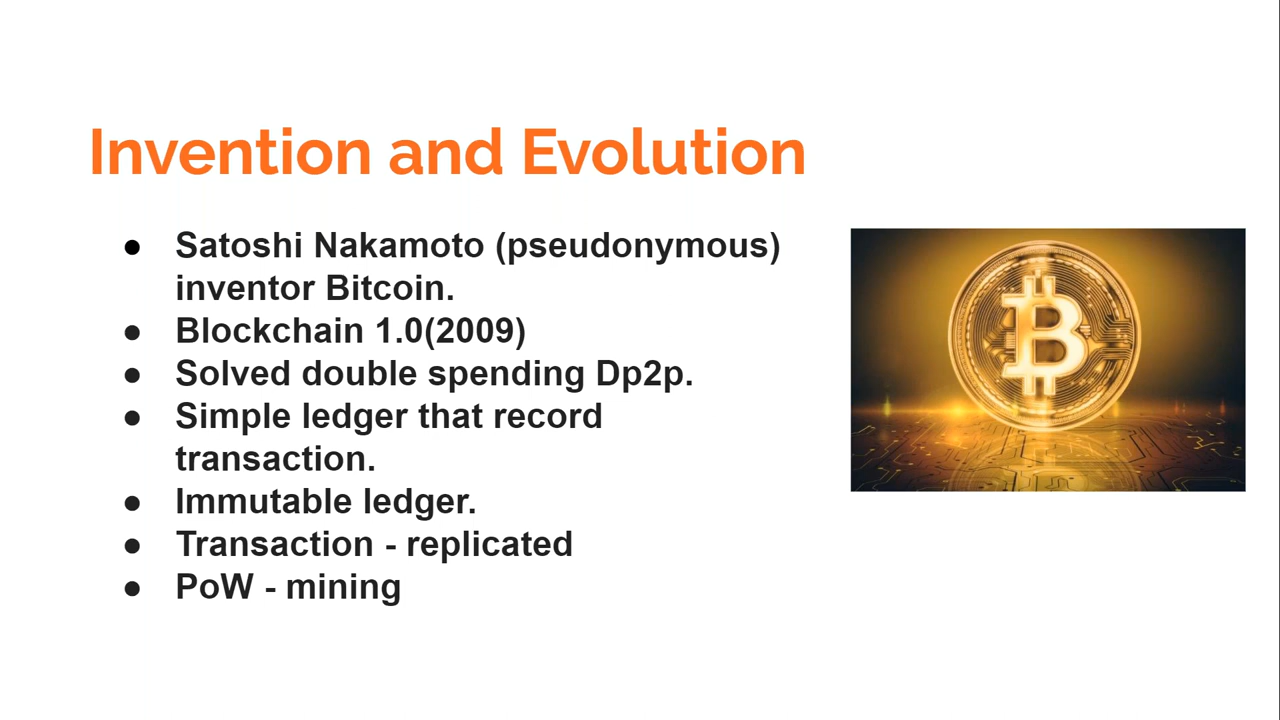 Invention and Evolution
● Satoshi Nakamoto (pseudonymous)
inventor Bitcoin.
● Blockchain 1.0(2009)
● Solved double spending Dp2p.
● Simple ledger that record
transaction.
● Immutable ledger.
● Transaction - replicated
● PoW - mining